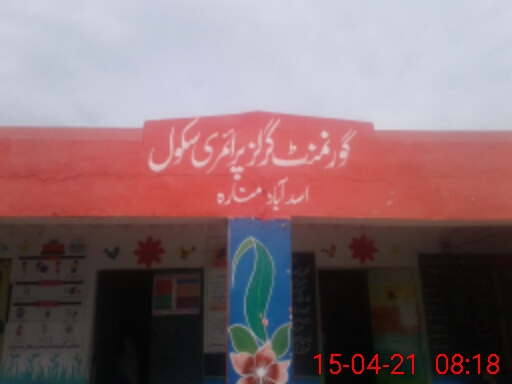 گورنمنٹ گرلز پرائمری سکول
اسد آباد منارہ
15-04-21 08:18